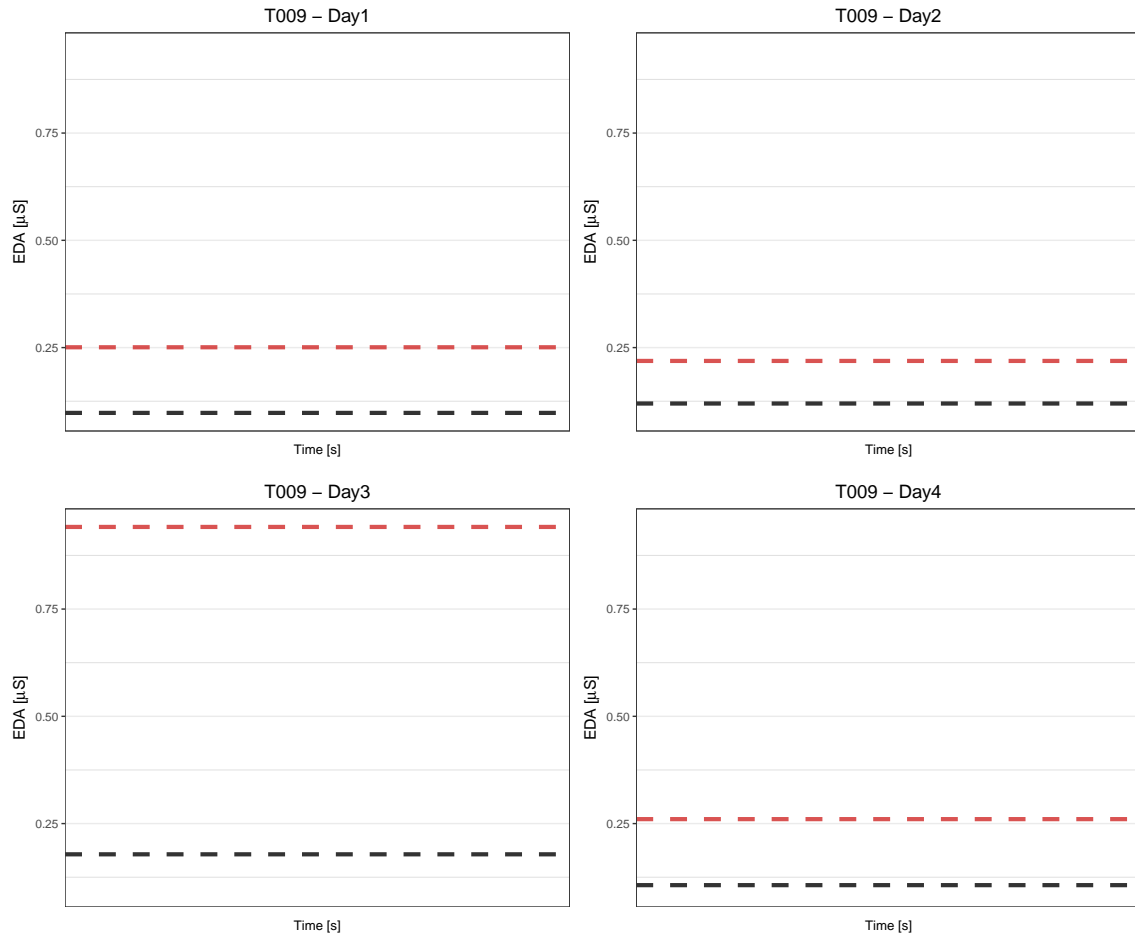 T009 – Day1
0.75
0.50
0.25
EDA [µS]
Time [s]
T009 – Day2
0.75
0.50
0.25
EDA [µS]
Time [s]
T009 – Day3
0.75
0.50
0.25
EDA [µS]
Time [s]
T009 – Day4
0.75
0.50
0.25
EDA [µS]
Time [s]